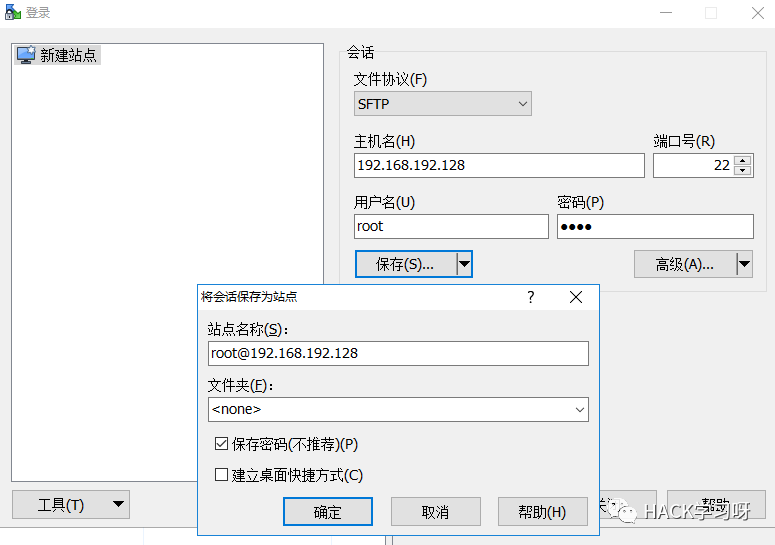 登录
新建站点
会话
文件协议(F)
SFTP
主机名(H)
端口号(R)
192.168.192.128
22
用户名(U)
密码(P)
root
●●●●
保存(S)...
高级(A)...
将会话保存为站点
?
站点名称(S):
root@192.168.192.128
文件夹(F):
<none>
保存密码(不推荐)(P)
建立桌面快捷方式(C)
确定
取消
帮助(H)
工具(T)
关
帮助
HACK学习呀